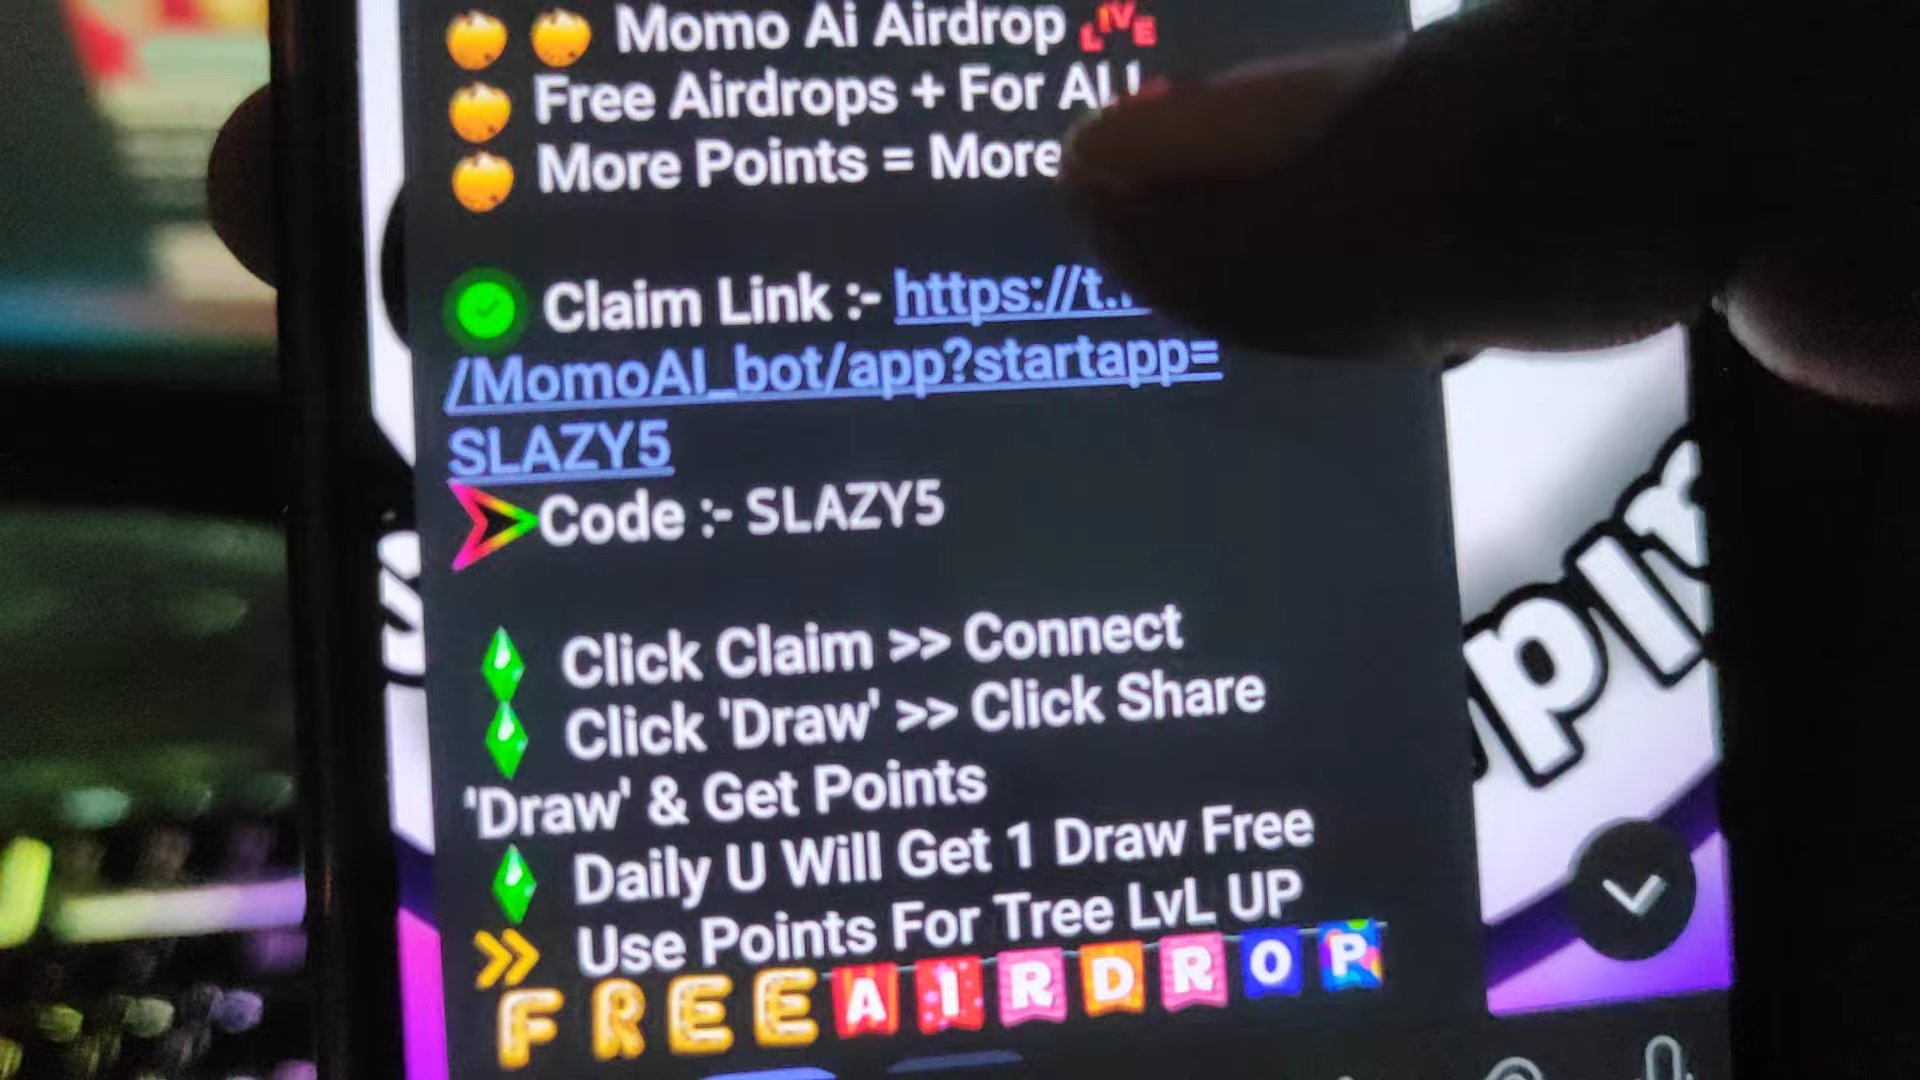 Momo Ai Airdrop LIVE
Free Airdrops + For
More Points = More
Claim Link :- https://t.
/MomoAI_bot/app?startapp=
SLAZY5
Code :- SLAZY5
Click Claim >> Connect
Click 'Draw' >> Click Share
'Draw' & Get Points
Daily U Will Get 1 Draw Free
Use Points For Tree LvL UP
FREE AIRDROP